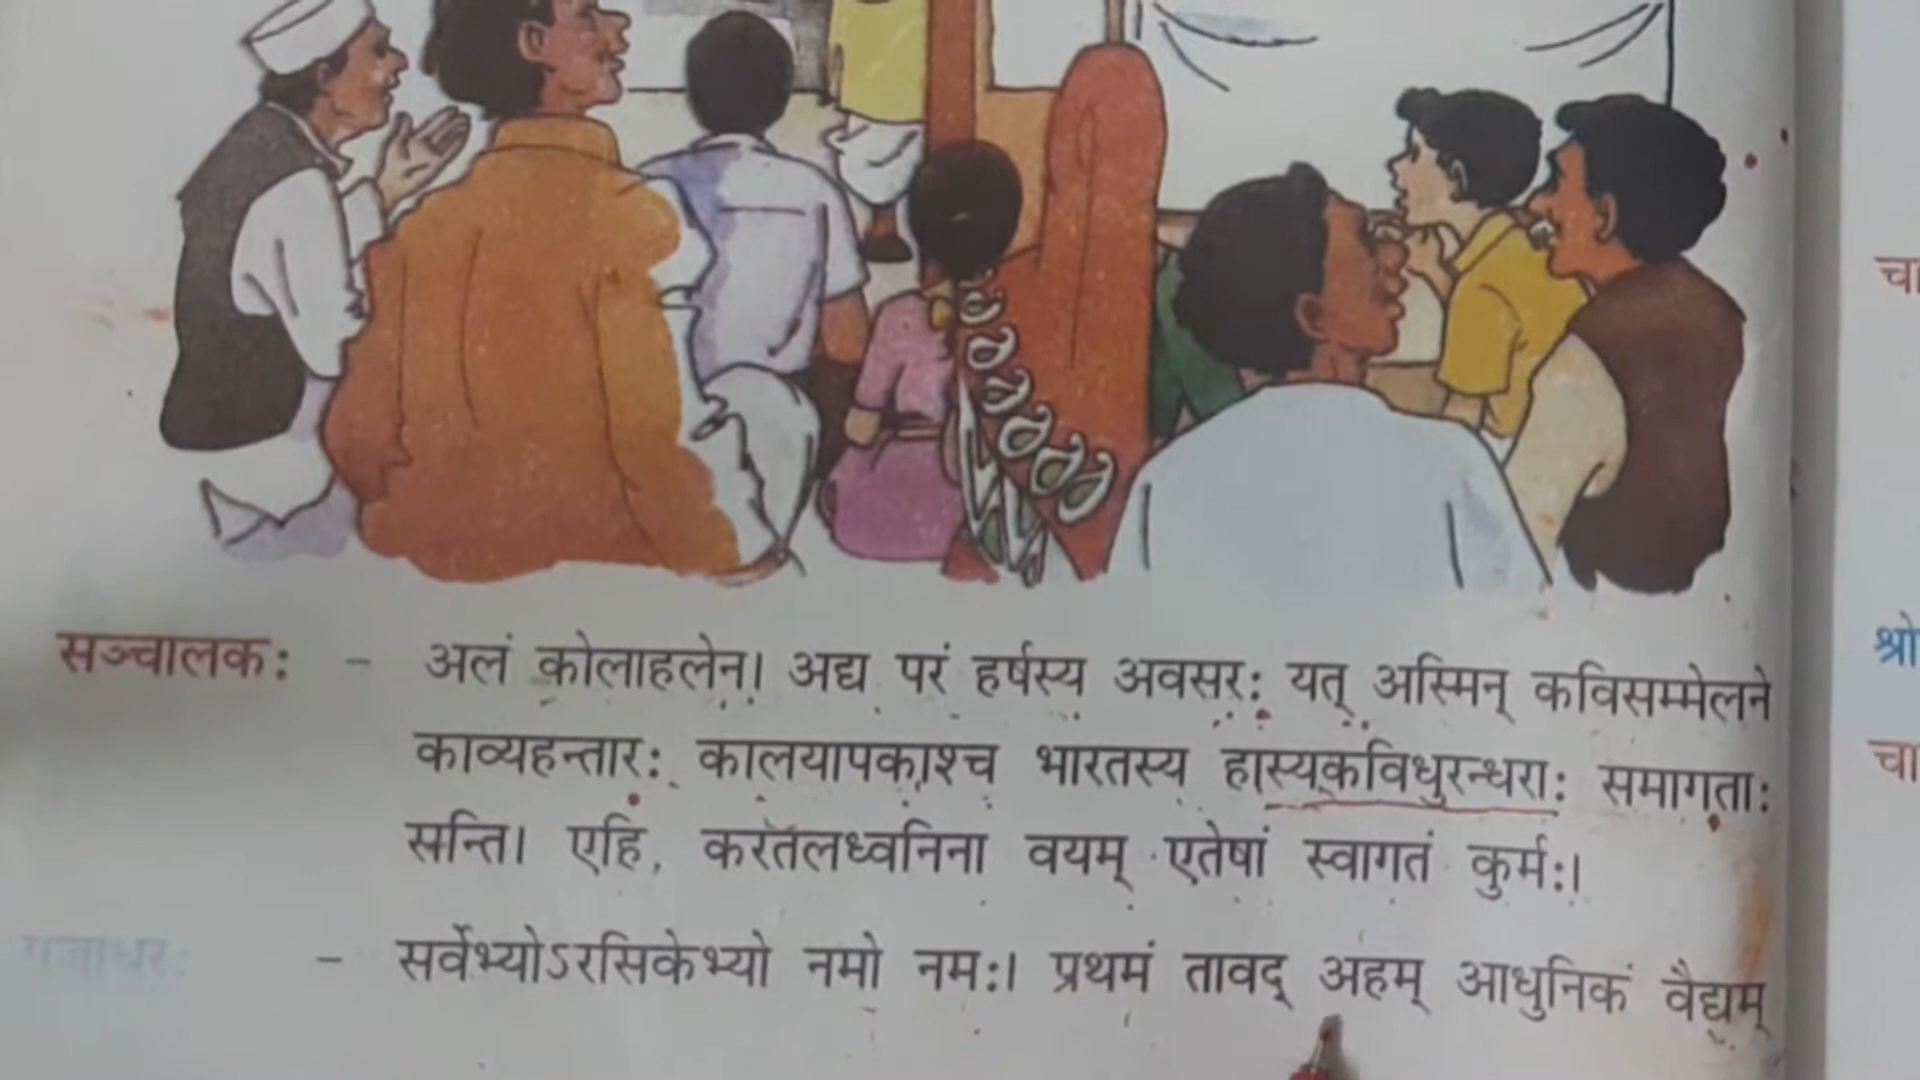 सञ्चालकः - अलं कोलाहलेन। अद्य परं हर्षस्य अवसरः यत् अस्मिन् कविसम्मेलने
काव्यहन्तारः कालयापकाश्च भारतस्य हास्यकविधुरन्धराः समागताः
सन्ति। एहि, करतलध्वनिना वयम् एतेषां स्वागतं कुर्मः।
गजाधरः - सर्वेभ्योऽरसिकेभ्यो नमो नमः। प्रथमं तावद् अहम् आधुनिकं वैद्यम्